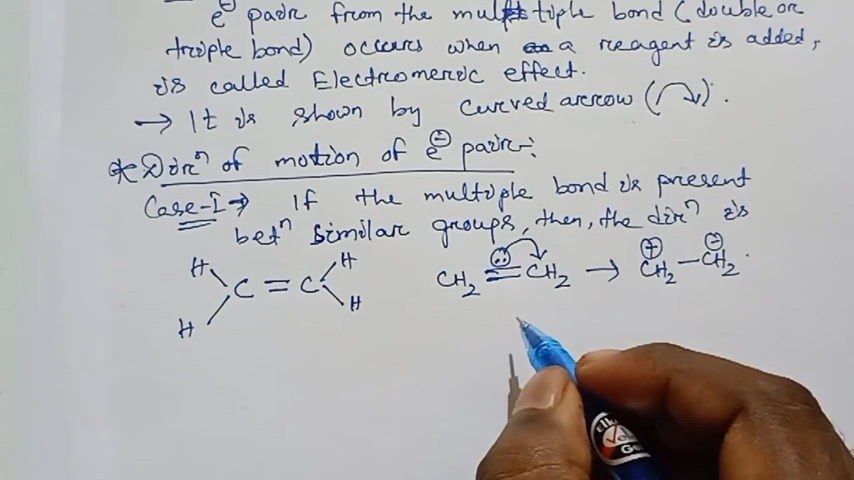 e⊖ pair from the multiple bond (double or
triple bond) occurs when a reagent is added,
is called Electromeric effect.
→ It is shown by curved arrow (↷).
* Dirⁿ of motion of e⊖ pair:
Case-I → If the multiple bond is present
betⁿ similar groups, then, the dirⁿ is
H H
C = C CH₂ = CH₂ → ⊕CH₂ – ⊖CH₂.
H H